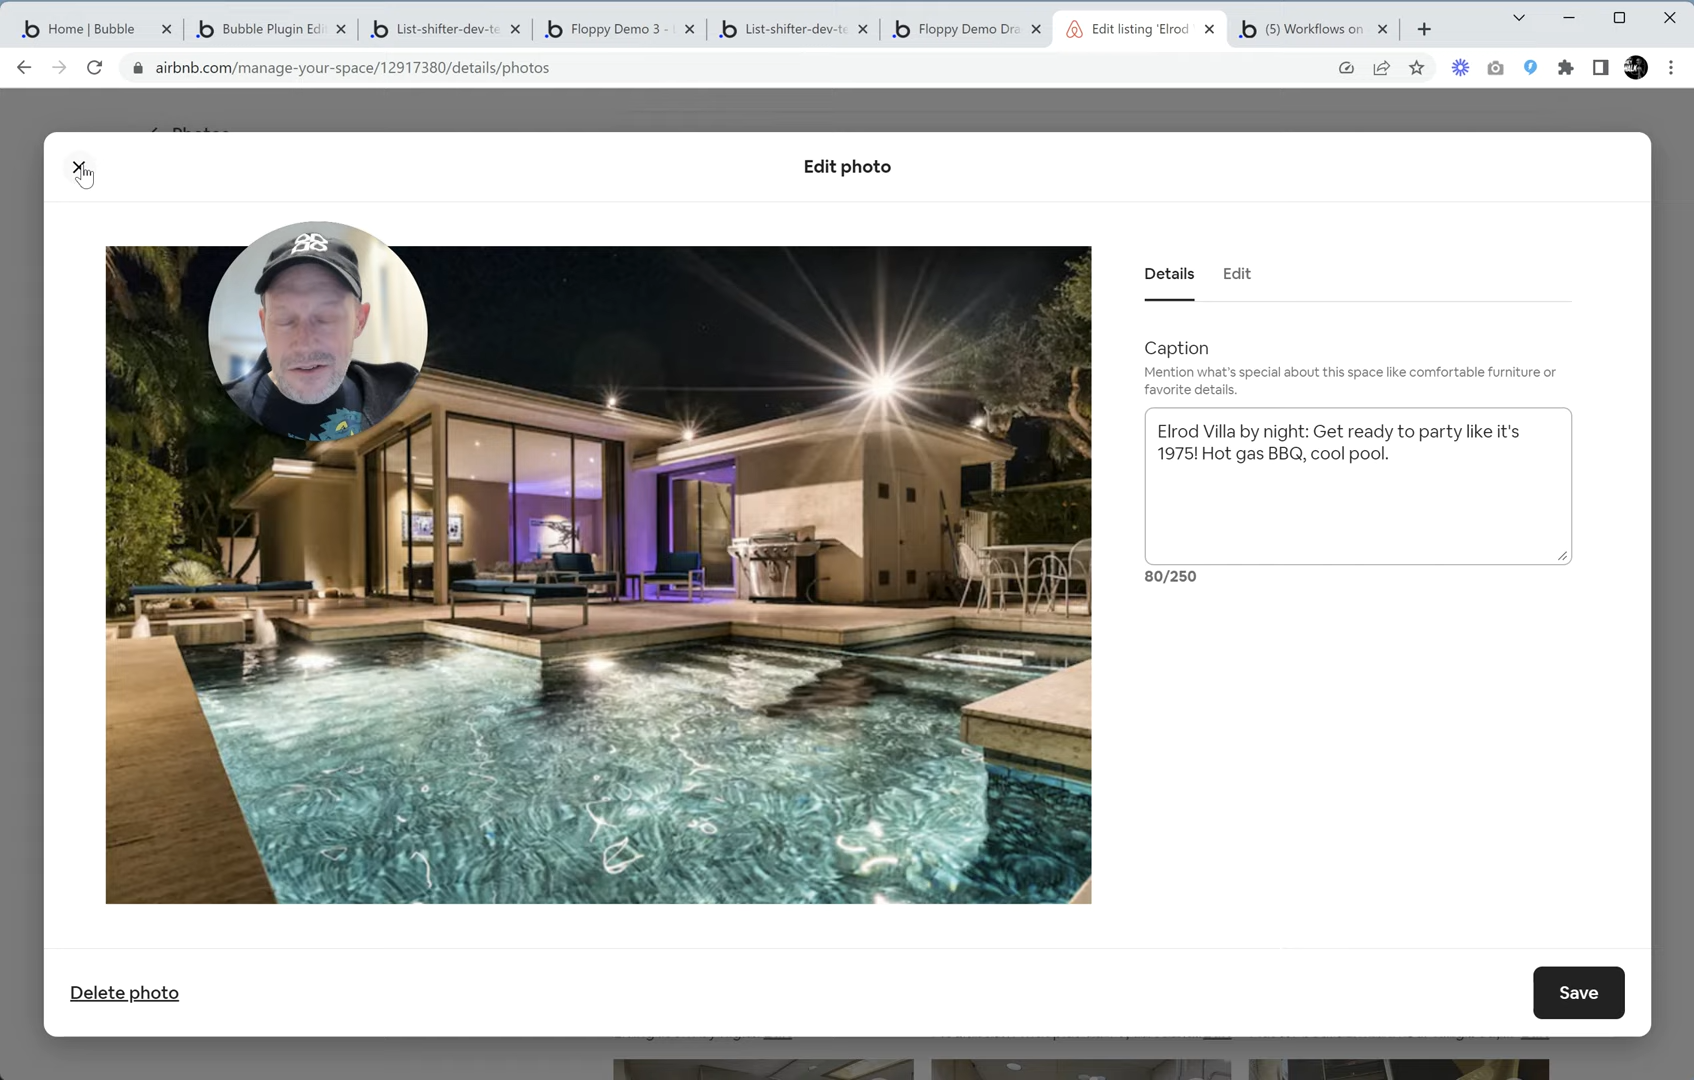 Home | Bubble
Bubble Plugin Edi
List-shifter-dev-te
Floppy Demo 3 -
List-shifter-dev-te
Floppy Demo Dra
Edit listing 'Elrod
(5) Workflows on
airbnb.com/manage-your-space/12917380/details/photos
Photos
Edit photo
Details
Edit
Caption
Mention what's special about this space like comfortable furniture or
favorite details.
Elrod Villa by night: Get ready to party like it's
1975! Hot gas BBQ, cool pool.
80/250
Delete photo
Save